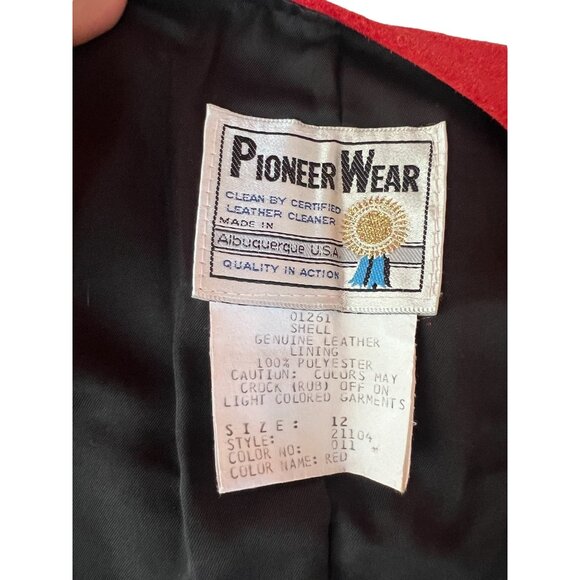 PIONEER WEAR
CLEAN BY CERTIFIED
LEATHER CLEANER
MADE IN
Albuquerque U.S.A
QUALITY IN ACTION
01261
SHELL
GENUINE LEATHER
LINING
100% POLYESTER
CAUTION: COLORS MAY
CROCK (RUB) OFF ON
LIGHT COLORED GARMENTS
SIZE: 12
STYLE: 21104
COLOR NO: 011
COLOR NAME: RED